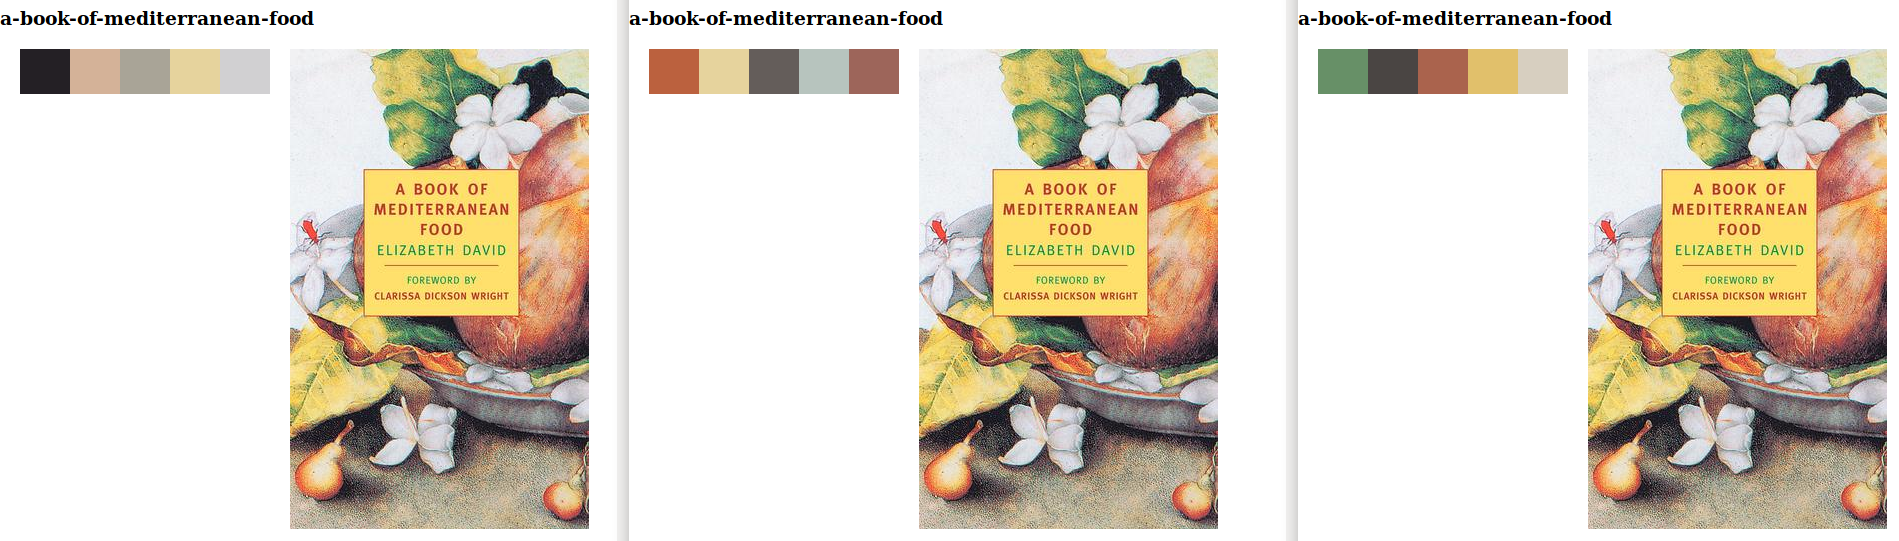 a-book-of-mediterranean-food
A BOOK OF
MEDITERRANEAN
FOOD
ELIZABETH DAVID
FOREWORD BY
CLARISSA DICKSON WRIGHT
a-book-of-mediterranean-food
A BOOK OF
MEDITERRANEAN
FOOD
ELIZABETH DAVID
FOREWORD BY
CLARISSA DICKSON WRIGHT
a-book-of-mediterranean-food
A BOOK OF
MEDITERRANEAN
FOOD
ELIZABETH DAVID
FOREWORD BY
CLARISSA DICKSON WRIGHT